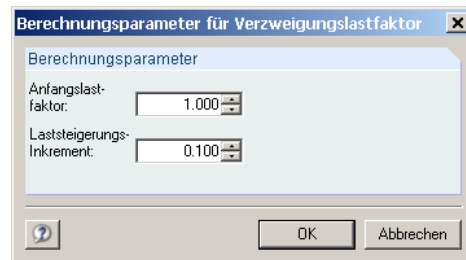 Berechnungsparameter für Verzweigungslastfaktor
Berechnungsparameter
Anfangslast-
faktor: 1.000
Laststeigerungs-
Inkrement: 0.100
OK Abbrechen